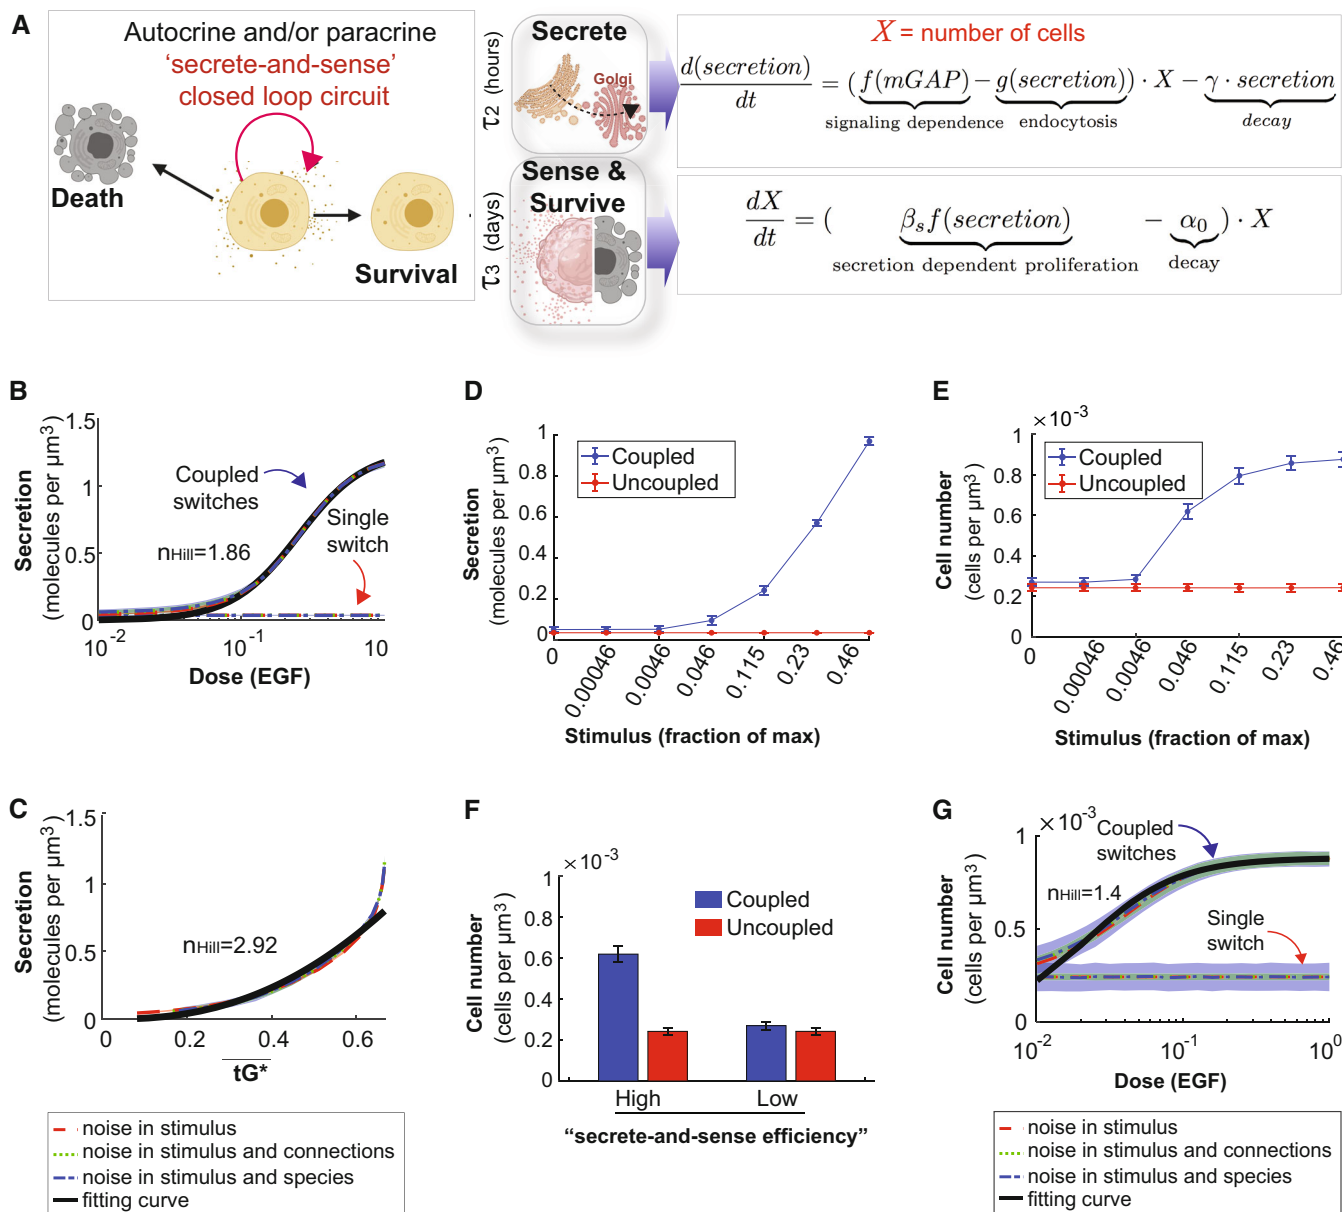 A
Autocrine and/or paracrine
‘secrete-and-sense’
closed loop circuit
Death
Survival
τ2 (hours)
Secrete
Golgi
τ3 (days)
Sense &
Survive
X = number of cells
d(secretion)/dt = (f(mGAP) − g(secretion)) · X − γ · secretion
signaling dependence endocytosis decay
dX/dt = ( βsf(secretion) − α0 ) · X
secretion dependent proliferation decay
B
Secretion
(molecules per µm3)
1.5
1
0.5
0
10-2
10-1
10
Dose (EGF)
Coupled
switches
Single
switch
nHill=1.86
D
Secretion
(molecules per µm3)
1
0.8
0.6
0.4
0.2
0
Coupled
Uncoupled
0
0.00046
0.0046
0.046
0.115
0.23
0.46
Stimulus (fraction of max)
E
×10-3
Cell number
(cells per µm3)
1
0.8
0.6
0.4
0.2
0
Coupled
Uncoupled
0
0.00046
0.0046
0.046
0.115
0.23
0.46
Stimulus (fraction of max)
C
Secretion
(molecules per µm3)
1.5
1
0.5
0
0
0.2
0.4
0.6
tG*
nHill=2.92
noise in stimulus
noise in stimulus and connections
noise in stimulus and species
fitting curve
F
×10-3
Cell number
(cells per µm3)
1
0.8
0.6
0.4
0.2
0
Coupled
Uncoupled
High
Low
“secrete-and-sense efficiency”
G
×10-3
Cell number
(cells per µm3)
1
0.5
0
Coupled
switches
nHill=1.4
Single
switch
10-2
10-1
100
Dose (EGF)
noise in stimulus
noise in stimulus and connections
noise in stimulus and species
fitting curve